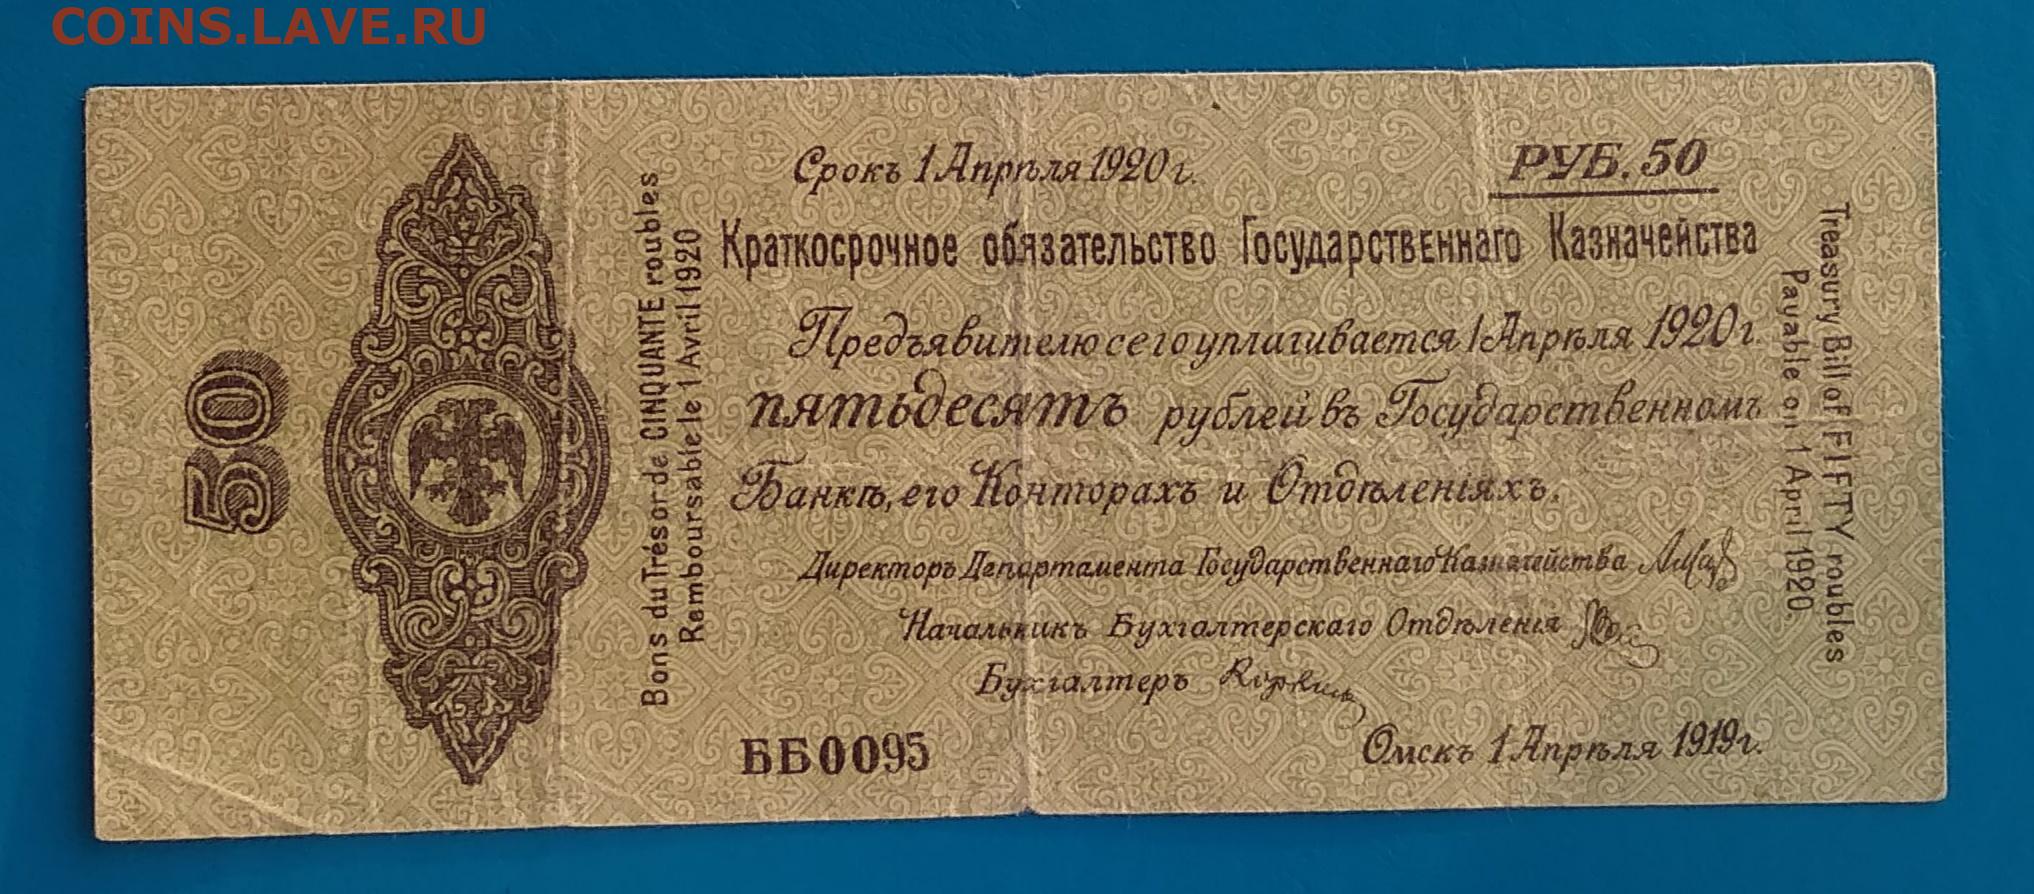 COINS.LAVE.RU
50
Bons du Trésor de CINQUANTE roubles
Remboursable le 1 Avril 1920
Срокъ 1 Апрѣля 1920 г.
РУБ. 50
Краткосрочное обязательство Государственнаго Казначейства
Предъявителю сего уплачивается 1 Апрѣля 1920 г.
пятьдесятъ рублей въ Государственномъ
Банкѣ, его Конторахъ и Отдѣленіяхъ.
Директоръ Департамента Государственнаго Казначейства
Начальникъ Бухгалтерскаго Отдѣленія
Бухгалтеръ
ББ0095
Омскъ 1 Апрѣля 1919 г.
Treasury Bill of FIFTY roubles
Payable on 1 April 1920